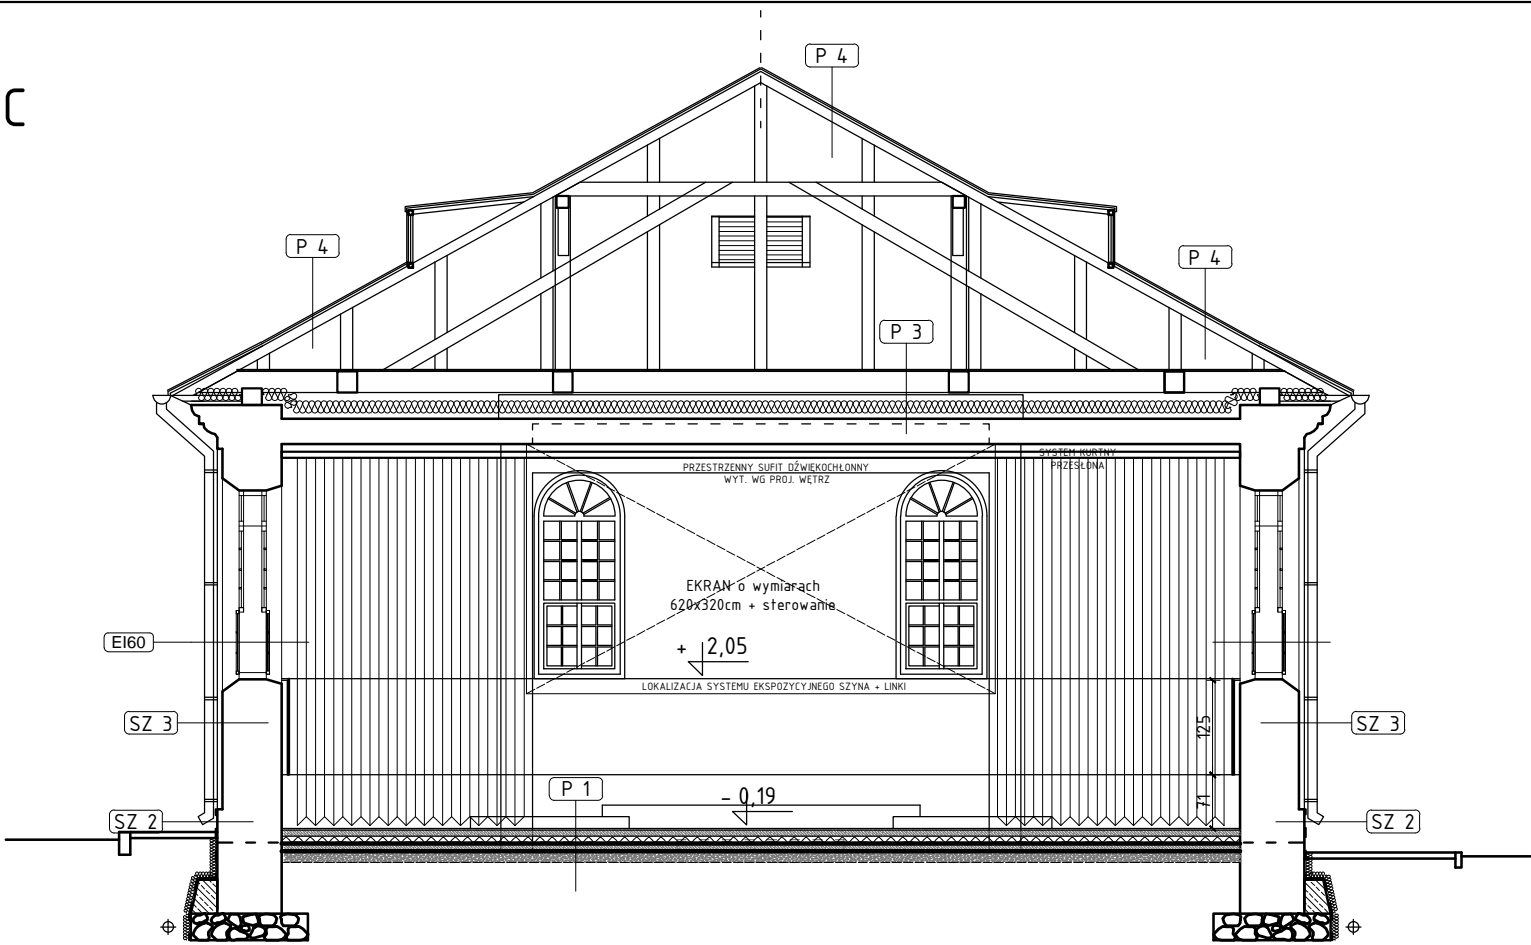 P 4
C
P 4
P 4
P 3
SYSTEM KURTNY
PRZESŁONA
PRZESTRZENNY SUFIT DŹWIĘKOCHŁONNY
WYT. WG PROJ. WĘTRZ
EKRAN o wymiarach
620x320cm + sterowanie
EI60
+ 2,05
LOKALIZACJA SYSTEMU EKSPOZYCYJNEGO SZYNA + LINKI
SZ 3
125
SZ 3
P 1
- 0,19
71
SZ 2
SZ 2